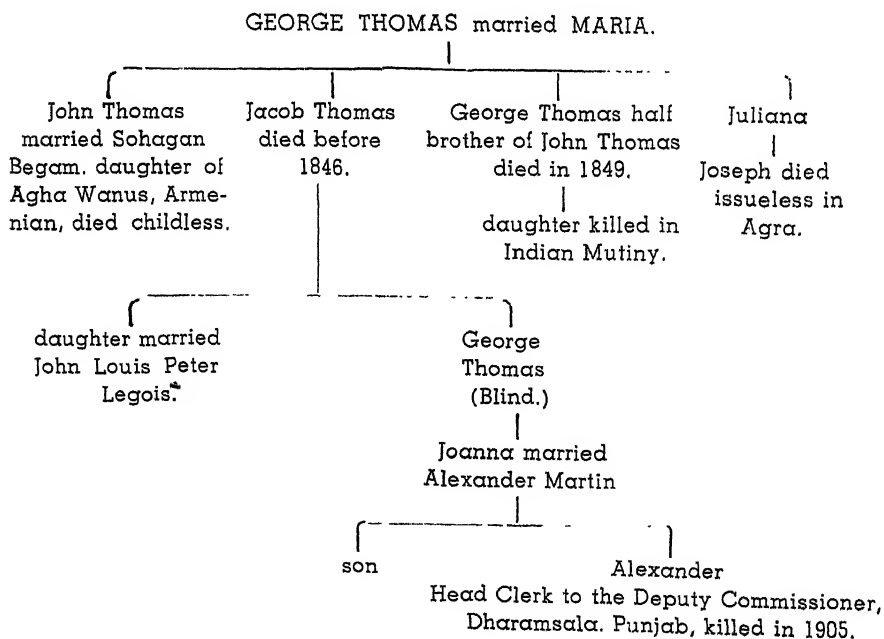 GEORGE THOMAS married MARIA.
John Thomas
married Sohagan
Begam. daughter of
Agha Wanus, Arme-
nian, died childless.
Jacob Thomas
died before
1846.
George Thomas half
brother of John Thomas
died in 1849.
daughter killed in
Indian Mutiny.
Juliana
Joseph died
issueless in
Agra.
daughter married
John Louis Peter
Legois.*
George
Thomas
(Blind.)
Joanna married
Alexander Martin
son
Alexander
Head Clerk to the Deputy Commissioner,
Dharamsala. Punjab, killed in 1905.